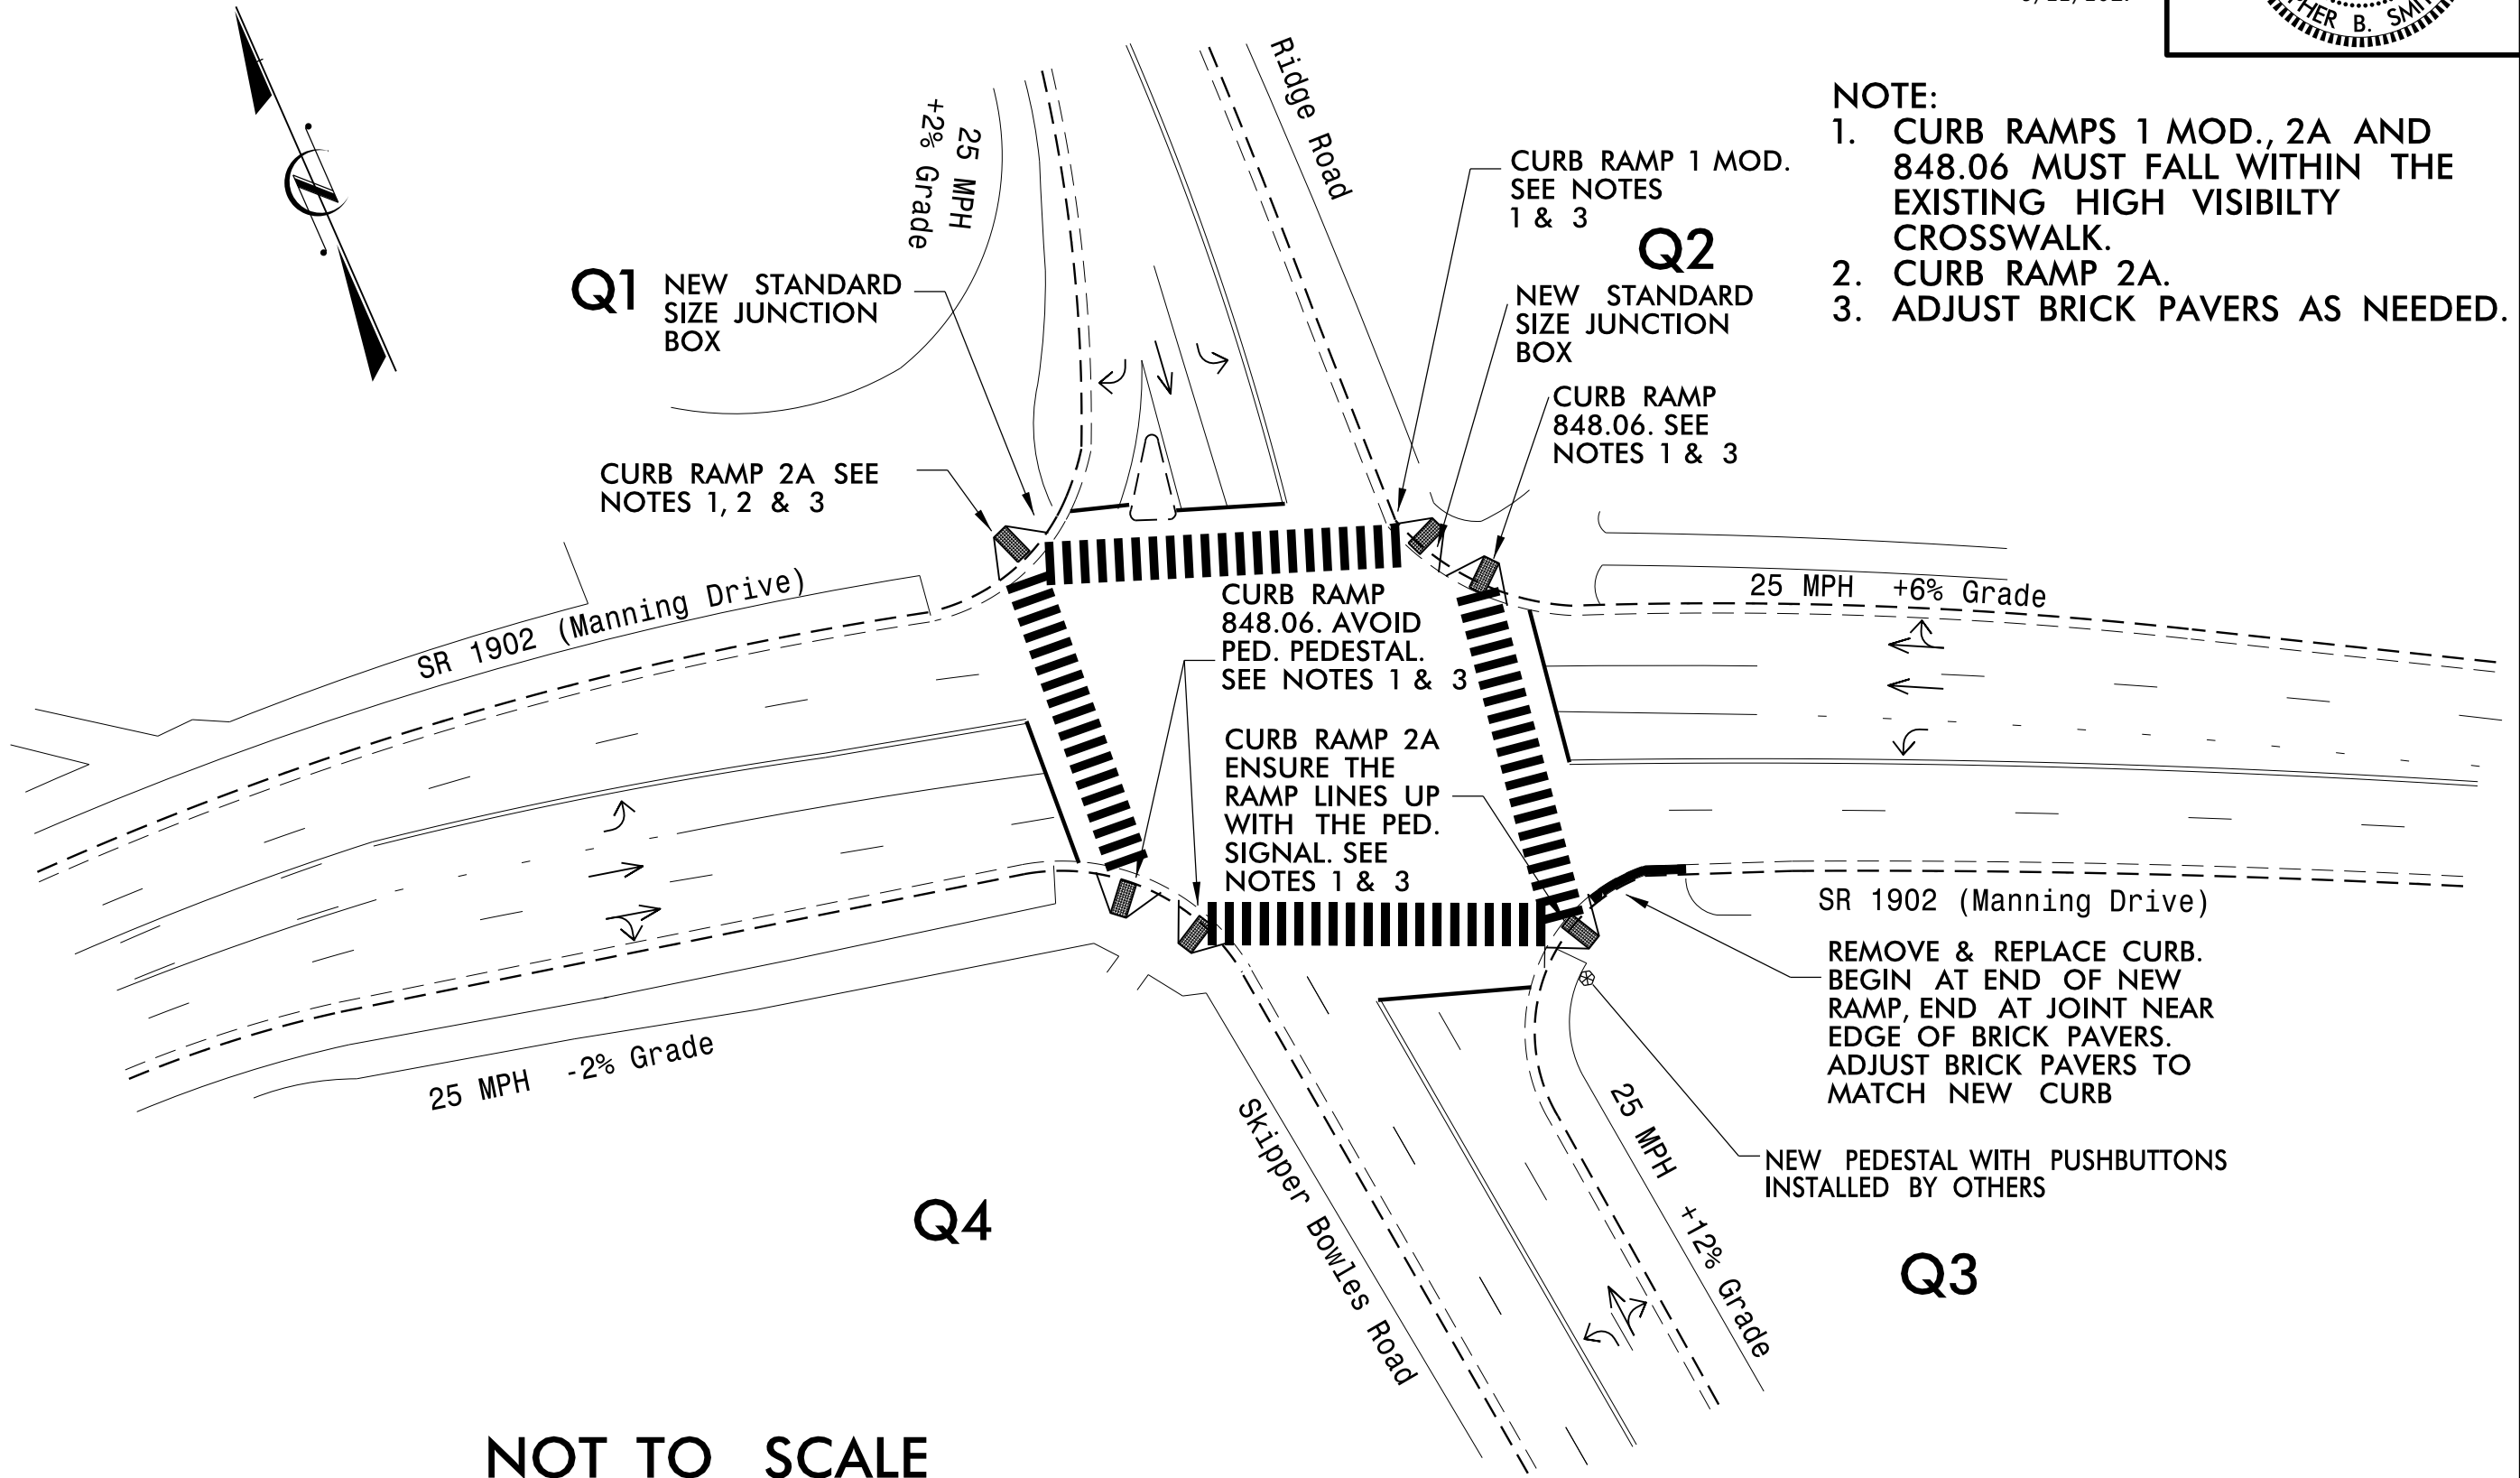 PHER B. SMI
NOTE:
1. CURB RAMPS 1 MOD., 2A AND
848.06 MUST FALL WITHIN THE
EXISTING HIGH VISIBILTY
CROSSWALK.
2. CURB RAMP 2A.
3. ADJUST BRICK PAVERS AS NEEDED.
Ridge Road
25 MPH
+2% Grade
CURB RAMP 1 MOD.
SEE NOTES
1 & 3
Q2
Q1
NEW STANDARD
SIZE JUNCTION
BOX
NEW STANDARD
SIZE JUNCTION
BOX
CURB RAMP
848.06. SEE
NOTES 1 & 3
CURB RAMP 2A SEE
NOTES 1, 2 & 3
SR 1902 (Manning Drive)
25 MPH +6% Grade
CURB RAMP
848.06. AVOID
PED. PEDESTAL.
SEE NOTES 1 & 3
CURB RAMP 2A
ENSURE THE
RAMP LINES UP
WITH THE PED.
SIGNAL. SEE
NOTES 1 & 3
SR 1902 (Manning Drive)
REMOVE & REPLACE CURB.
BEGIN AT END OF NEW
RAMP, END AT JOINT NEAR
EDGE OF BRICK PAVERS.
ADJUST BRICK PAVERS TO
MATCH NEW CURB
25 MPH -2% Grade
NEW PEDESTAL WITH PUSHBUTTONS
INSTALLED BY OTHERS
Skipper Bowles Road
25 MPH +12% Grade
Q4
Q3
NOT TO SCALE